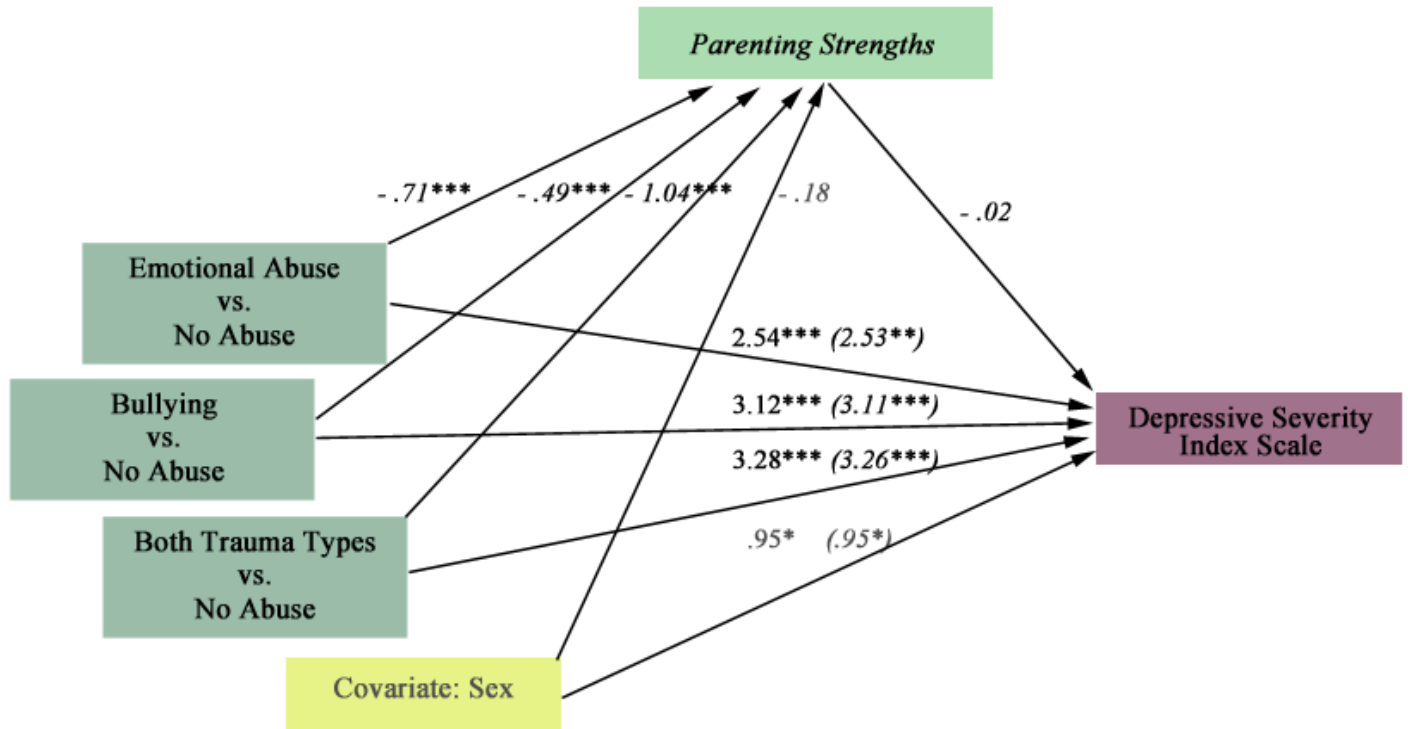 Parenting Strengths
- .71***
- .49***
- 1.04***
- .18
- .02
Emotional Abuse
vs.
No Abuse
2.54*** (2.53**)
Bullying
vs.
No Abuse
3.12*** (3.11***)
3.28*** (3.26***)
Depressive Severity
Index Scale
Both Trauma Types
vs.
No Abuse
.95* (.95*)
Covariate: Sex